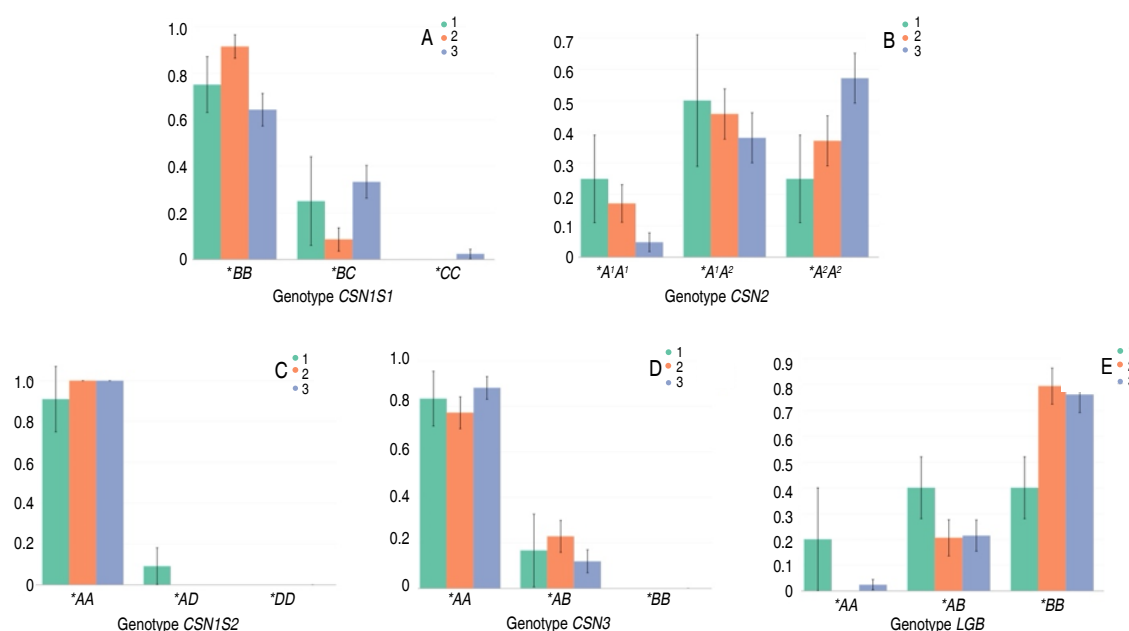 A
1
2
3
1.0
0.8
0.6
0.4
0.2
0
*BB
*BC
*CC
Genotype CSN1S1
B
1
2
3
0.7
0.6
0.5
0.4
0.3
0.2
0.1
0
*A¹A¹
*A¹A²
*A²A²
Genotype CSN2
C
1
2
3
1.0
0.8
0.6
0.4
0.2
0
*AA
*AD
*DD
Genotype CSN1S2
D
1
2
3
1.0
0.8
0.6
0.4
0.2
0
*AA
*AB
*BB
Genotype CSN3
E
0.9
0.8
0.7
0.6
0.5
0.4
0.3
0.2
0.1
0
*AA
*AB
*BB
Genotype LGB